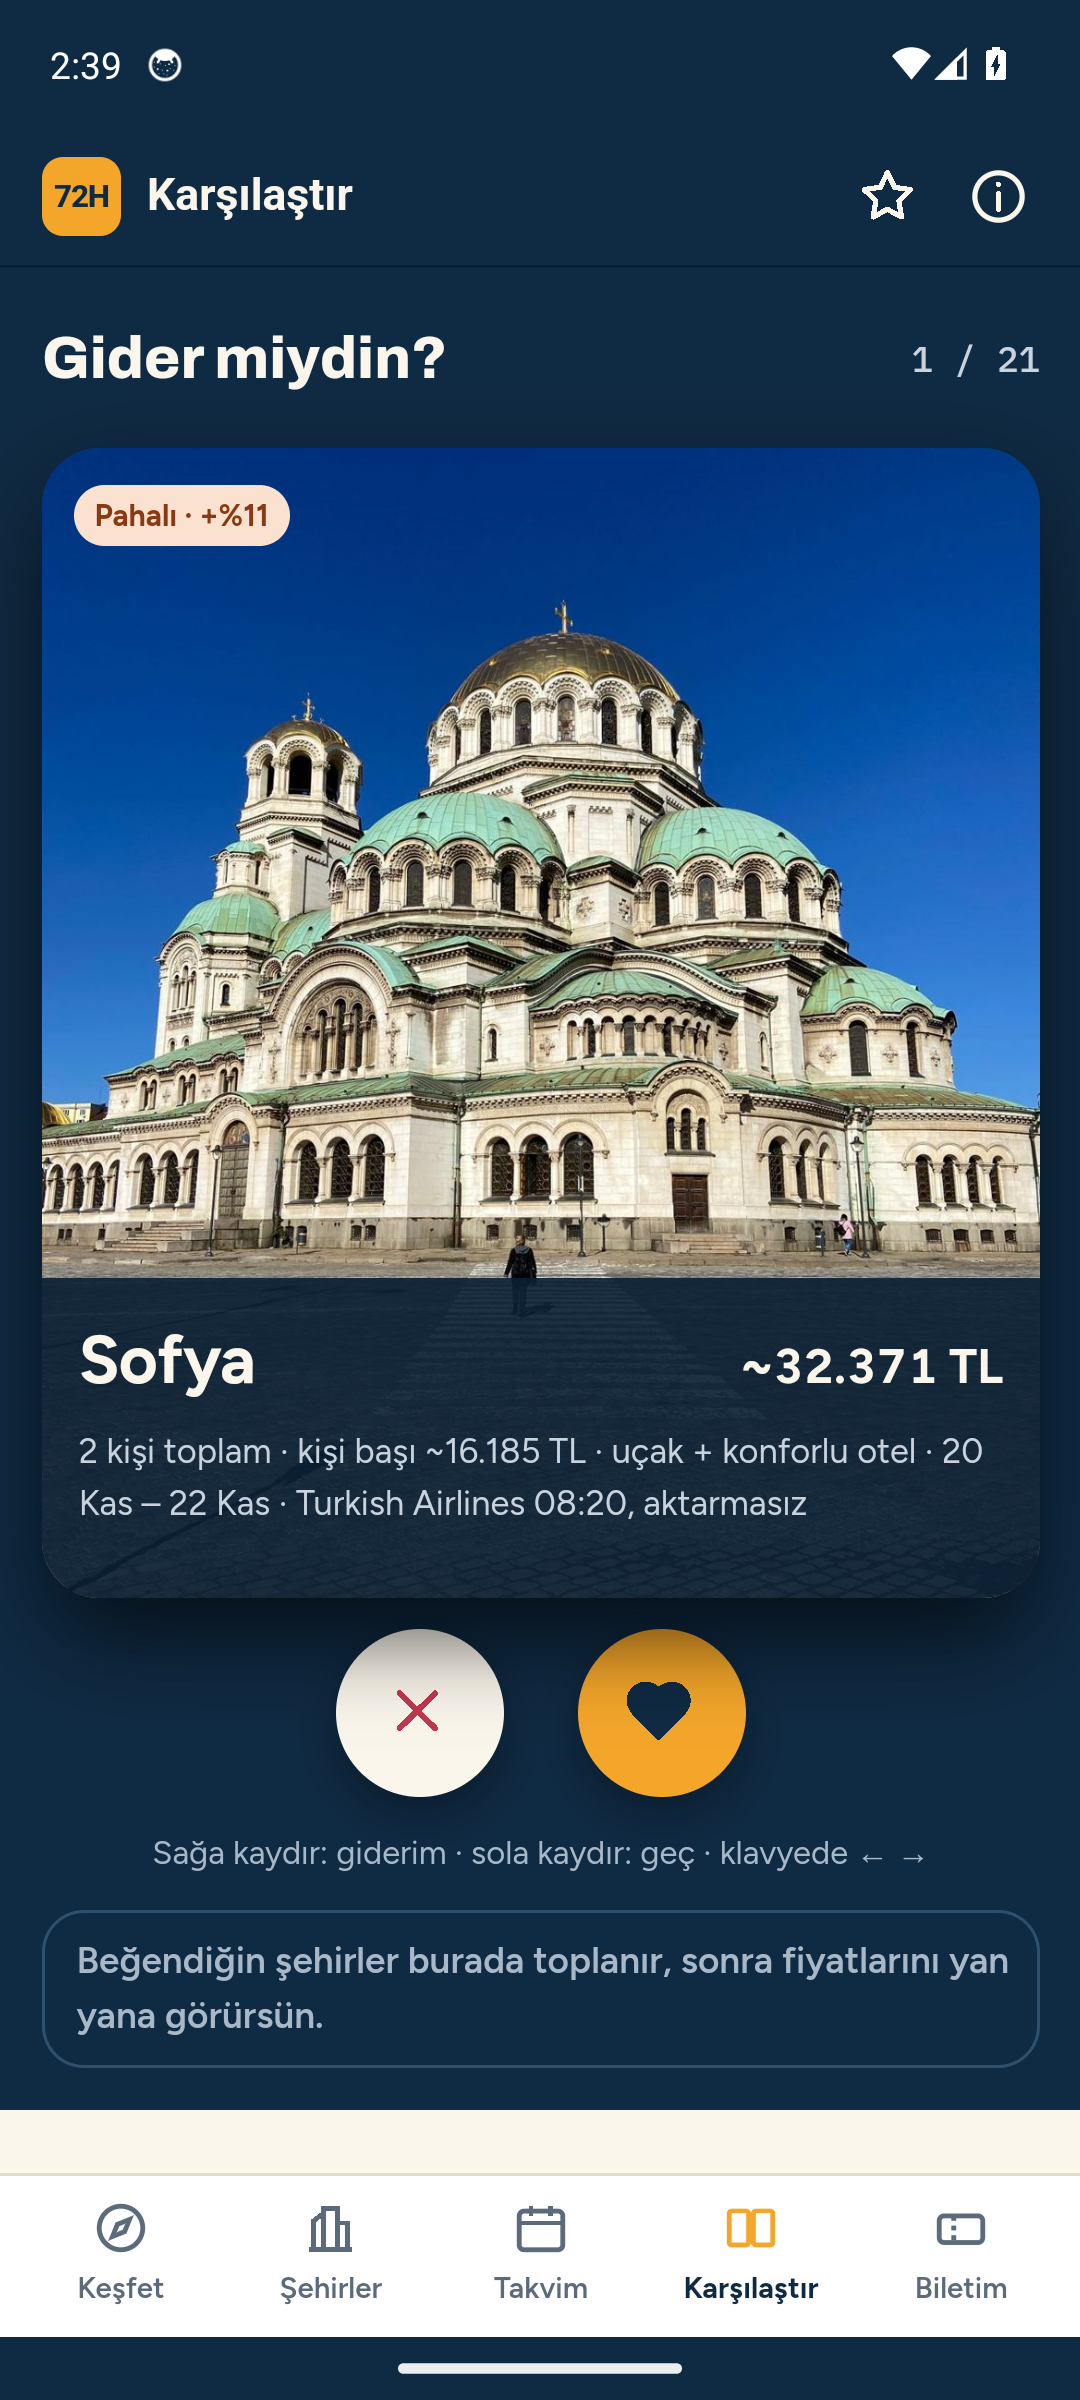 2:39
72H Karşılaştır
Gider miydin? 1 / 21
Pahalı · +%11
Sofya ~32.371 TL
2 kişi toplam · kişi başı ~16.185 TL · uçak + konforlu otel · 20
Kas – 22 Kas · Turkish Airlines 08:20, aktarmasız
Sağa kaydır: giderim · sola kaydır: geç · klavyede ← →
Beğendiğin şehirler burada toplanır, sonra fiyatlarını yan
yana görürsün.
Keşfet Şehirler Takvim Karşılaştır Biletim